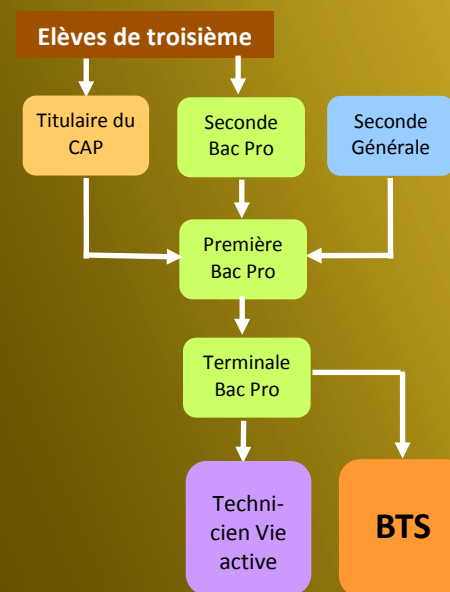 Elèves de troisième
Titulaire du
CAP
Seconde
Bac Pro
Seconde
Générale
Première
Bac Pro
Terminale
Bac Pro
Techni-
cien Vie
active
BTS